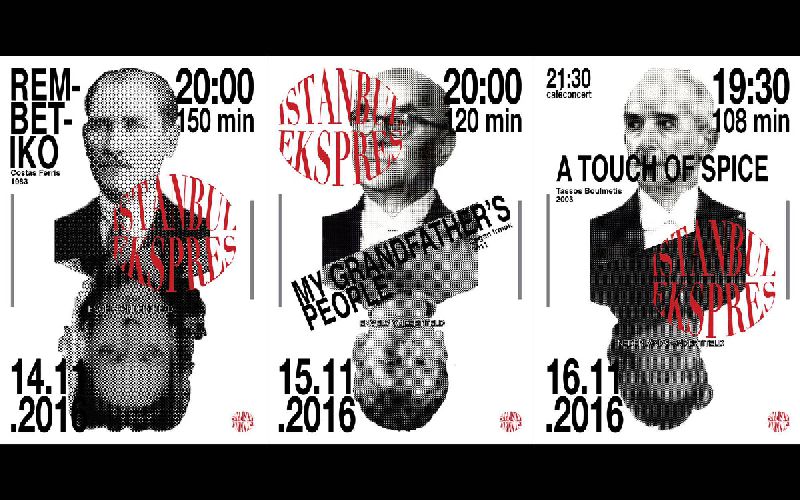 REM-
BET-
IKO
Costas Ferris
1983
20:00
150 min
ISTANBUL
EKSPRES
14.11
.2016
20:00
120 min
ISTANBUL
EKSPRES
MY GRANDFATHER'S
PEOPLE
15.11
.2016
21:30
cafeconcert
19:30
108 min
A TOUCH OF SPICE
Tassos Boulmetis
2003
ISTANBUL
EKSPRES
16.11
.2016